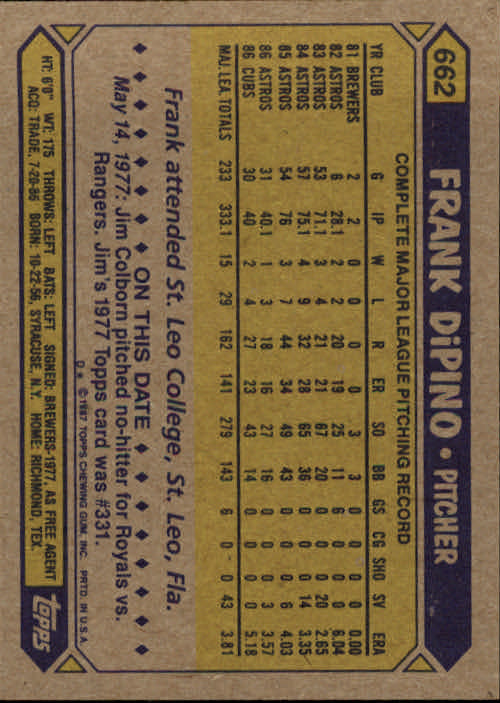 662 FRANK DiPINO • PITCHER
COMPLETE MAJOR LEAGUE PITCHING RECORD
YR CLUB G IP W L R ER SO BB GS CG SHO SV ERA
81 BREWERS 2 2 0 0 0 0 3 3 0 0 0 0 0.00
82 ASTROS 6 28.1 2 2 20 19 25 11 6 0 0 0 6.04
83 ASTROS 53 71.1 3 4 21 21 67 20 0 0 0 20 2.65
84 ASTROS 57 75.1 4 9 32 28 65 36 0 0 0 14 3.35
85 ASTROS 54 76 3 7 44 34 49 43 0 0 0 6 4.03
86 ASTROS 31 40.1 1 3 18 16 27 16 0 0 0 3 3.57
86 CUBS 30 40 2 4 27 23 43 14 0 0 0 0 5.18
MAJ. LEA. TOTALS 233 333.1 15 29 162 141 279 143 6 0 0 43 3.81
Frank attended St. Leo College, St. Leo, Fla.
♦ ♦ ♦ ♦ ♦ ♦ ♦ ♦ ON THIS DATE ♦ ♦ ♦ ♦ ♦ ♦ ♦ ♦
May 14, 1977: Jim Colborn pitched no-hitter for Royals vs.
Rangers. Jim's 1977 Topps card was #331.
D* © 1987 TOPPS CHEWING GUM, INC. PRTD. IN U.S.A.
HT: 6'0" WT: 175 THROWS: LEFT BATS: LEFT SIGNED: BREWERS-1977, AS FREE AGENT
ACQ: TRADE, 7-20-86 BORN: 10-22-56, SYRACUSE, N.Y. HOME: RICHMOND, TEX.
TOPPS